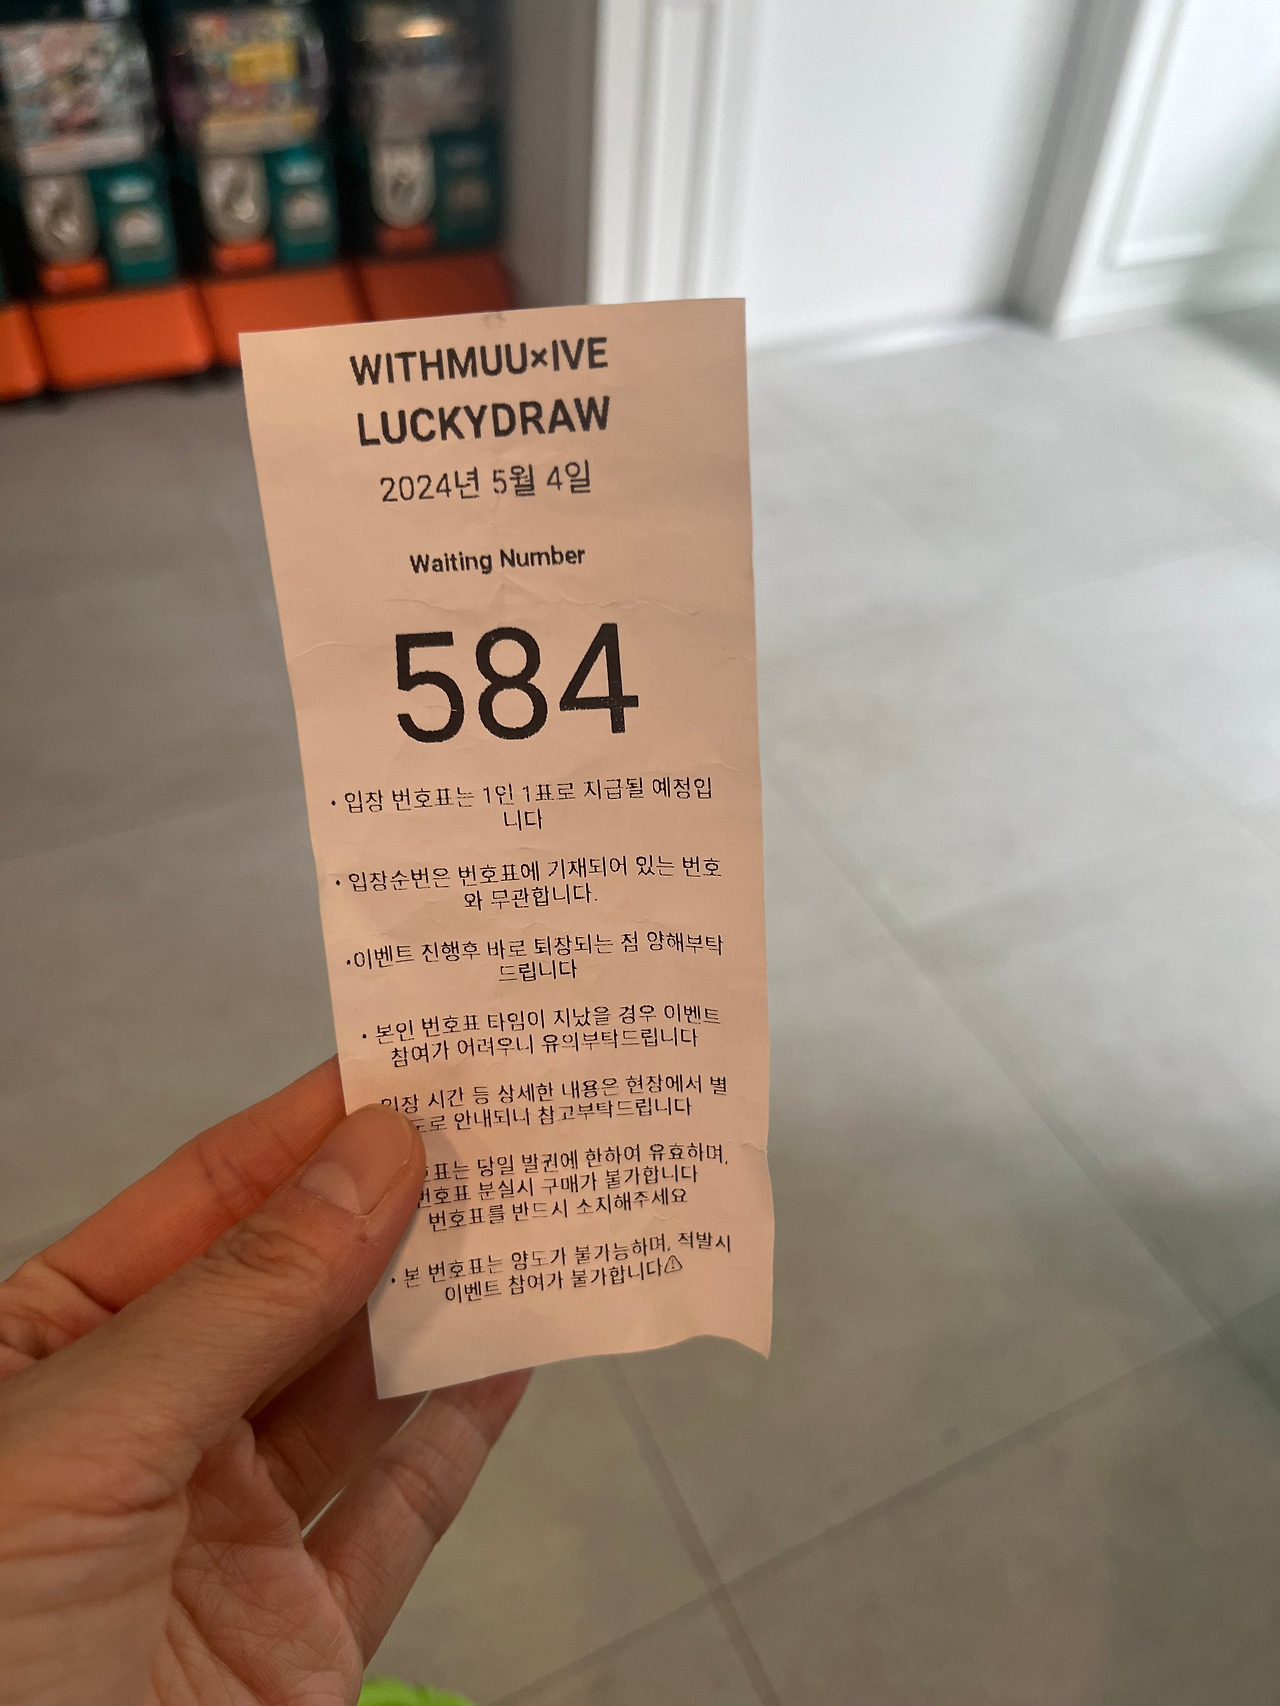 WITHMUU×IVE
LUCKYDRAW
2024년 5월 4일
Waiting Number
584
• 입장 번호표는 1인 1표로 지급될 예정입
니다
• 입장순번은 번호표에 기재되어 있는 번호
와 무관합니다.
•이벤트 진행후 바로 퇴장되는 점 양해부탁
드립니다
• 본인 번호표 타임이 지났을 경우 이벤트
참여가 어려우니 유의부탁드립니다
입장 시간 등 상세한 내용은 현장에서 별
도로 안내되니 참고부탁드립니다
호표는 당일 발권에 한하여 유효하며,
번호표 분실시 구매가 불가합니다
번호표를 반드시 소지해주세요
• 본 번호표는 양도가 불가능하며, 적발시
이벤트 참여가 불가합니다⚠